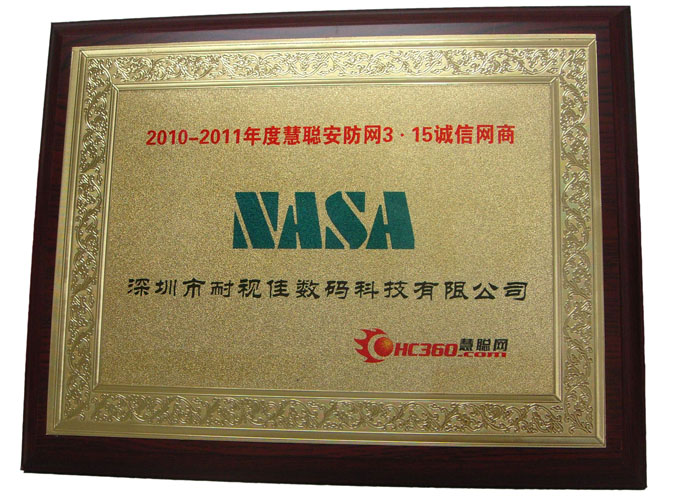 2010-2011年度慧聪安防网3·15诚信网商
NASA
深圳市耐视佳数码科技有限公司
HC360慧聪网
.com